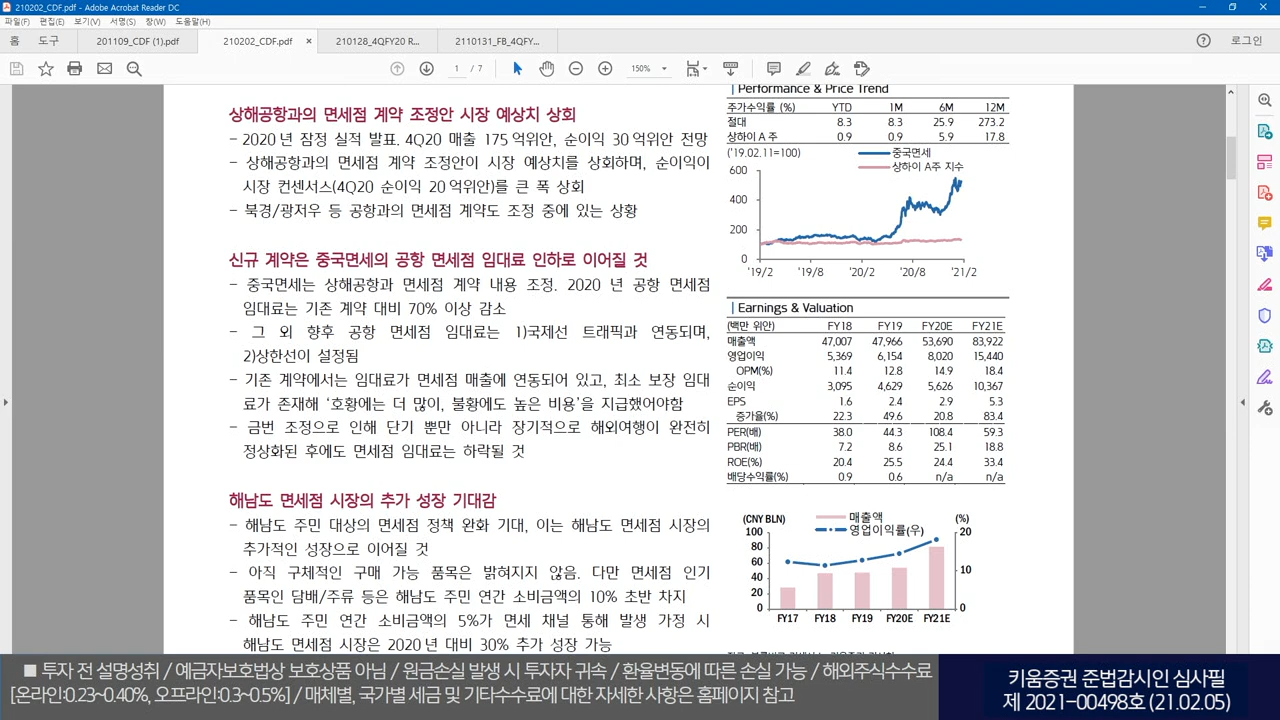 210202_CDF.pdf - Adobe Acrobat Reader DC
파일(F) 편집(E) 보기(V) 서명(S) 창(W) 도움말(H)
홈 도구 201109_CDF (1).pdf 210202_CDF.pdf × 210128_4QFY20 R... 2110131_FB_4QFY...
로그인
1 / 7 150%
상해공항과의 면세점 계약 조정안 시장 예상치 상회
- 2020년 잠정 실적 발표. 4Q20 매출 175억위안, 순이익 30억위안 전망
- 상해공항과의 면세점 계약 조정안이 시장 예상치를 상회하며, 순이익이
시장 컨센서스(4Q20 순이익 20억위안)를 큰 폭 상회
- 북경/광저우 등 공항과의 면세점 계약도 조정 중에 있는 상황
신규 계약은 중국면세의 공항 면세점 임대료 인하로 이어질 것
- 중국면세는 상해공항과 면세점 계약 내용 조정. 2020년 공항 면세점
임대료는 기존 계약 대비 70% 이상 감소
- 그 외 향후 공항 면세점 임대료는 1)국제선 트래픽과 연동되며,
2)상한선이 설정됨
- 기존 계약에서는 임대료가 면세점 매출에 연동되어 있고, 최소 보장 임대
료가 존재해 ‘호황에는 더 많이, 불황에도 높은 비용’을 지급했어야함
- 금번 조정으로 인해 단기 뿐만 아니라 장기적으로 해외여행이 완전히
정상화된 후에도 면세점 임대료는 하락될 것
해남도 면세점 시장의 추가 성장 기대감
- 해남도 주민 대상의 면세점 정책 완화 기대, 이는 해남도 면세점 시장의
추가적인 성장으로 이어질 것
- 아직 구체적인 구매 가능 품목은 밝혀지지 않음. 다만 면세점 인기
품목인 담배/주류 등은 해남도 주민 연간 소비금액의 10% 초반 차지
- 해남도 주민 연간 소비금액의 5%가 면세 채널 통해 발생 가정 시
해남도 면세점 시장은 2020년 대비 30% 추가 성장 가능
Performance & Price Trend
주가수익률 (%) YTD 1M 6M 12M
절대 8.3 8.3 25.9 273.2
상하이 A 주 0.9 0.9 5.9 17.8
('19.02.11=100) 중국면세
상하이 A주 지수
600
400
200
0
'19/2 '19/8 '20/2 '20/8 '21/2
Earnings & Valuation
(백만 위안) FY18 FY19 FY20E FY21E
매출액 47,007 47,966 53,690 83,922
영업이익 5,369 6,154 8,020 15,440
OPM(%) 11.4 12.8 14.9 18.4
순이익 3,095 4,629 5,626 10,367
EPS 1.6 2.4 2.9 5.3
증가율(%) 22.3 49.6 20.8 83.4
PER(배) 38.0 44.3 108.4 59.3
PBR(배) 7.2 8.6 25.1 18.8
ROE(%) 20.4 25.5 24.4 33.4
배당수익률(%) 0.9 0.6 n/a n/a
(CNY BLN) 매출액 (%)
영업이익률(우)
100 20
80
60
40 10
20
0 0
FY17 FY18 FY19 FY20E FY21E
■ 투자 전 설명성취 / 예금자보호법상 보호상품 아님 / 원금손실 발생 시 투자자 귀속 / 환율변동에 따른 손실 가능 / 해외주식수수료
[온라인:0.23~0.40%, 오프라인:0.3~0.5%] / 매체별, 국가별 세금 및 기타수수료에 대한 자세한 사항은 홈페이지 참고
키움증권 준법감시인 심사필
제 2021-00498호 (21.02.05)